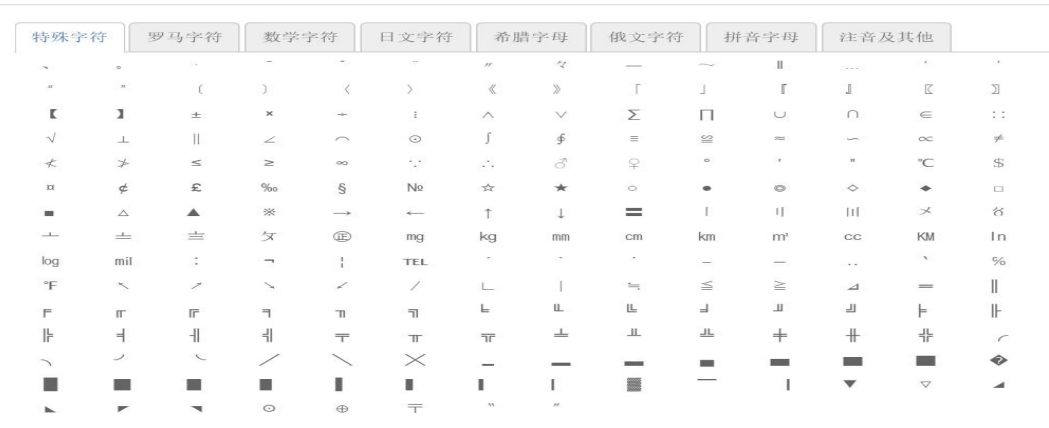 特殊字符 罗马字符 数学字符 日文字符 希腊字母 俄文字符 拼音字母 注音及其他
、 。 · ˉ ˇ ¨ 〃 々 — ～ ‖ … ‘ ’
“ ” 〔 〕 〈 〉 《 》 「 」 『 』 〖 〗
【 】 ± × ÷ ∶ ∧ ∨ ∑ ∏ ∪ ∩ ∈ ∷
√ ⊥ ∥ ∠ ⌒ ⊙ ∫ ∮ ≡ ≌ ≈ ∽ ∝ ≠
≮ ≯ ≤ ≥ ∞ ∵ ∴ ♂ ♀ ° ′ ″ ℃ $
¤ ￠ ￡ ‰ § № ☆ ★ ○ ● ◎ ◇ ◆ □
■ △ ▲ ※ → ← ↑ ↓ 〓 〡 〢 〣 〤 〥
〦 〧 〨 〩 ㊣ ㎎ ㎏ ㎜ ㎝ ㎞ ㎡ ㏄ ㏎ ㏑
㏒ ㏕ ︰ ￢ ￤ ℡ ˊ ˋ ˙ – ― ‥ ‵ ℅
℉ ↖ ↗ ↘ ↙ ∕ ∟ ∣ ≒ ≦ ≧ ⊿ ═ ║
╒ ╓ ╔ ╕ ╖ ╗ ╘ ╙ ╚ ╛ ╜ ╝ ╞ ╟
╠ ╡ ╢ ╣ ╤ ╥ ╦ ╧ ╨ ╩ ╪ ╫ ╬ ╭
╮ ╯ ╰ ╱ ╲ ╳ ▁ ▂ ▃ ▄ ▅ ▆ ▇ �
█ ▉ ▊ ▋ ▌ ▍ ▎ ▏ ▓ ▔ ▕ ▼ ▽ ◢
◣ ◤ ◥ ☉ ⊕ 〒 〝 〞